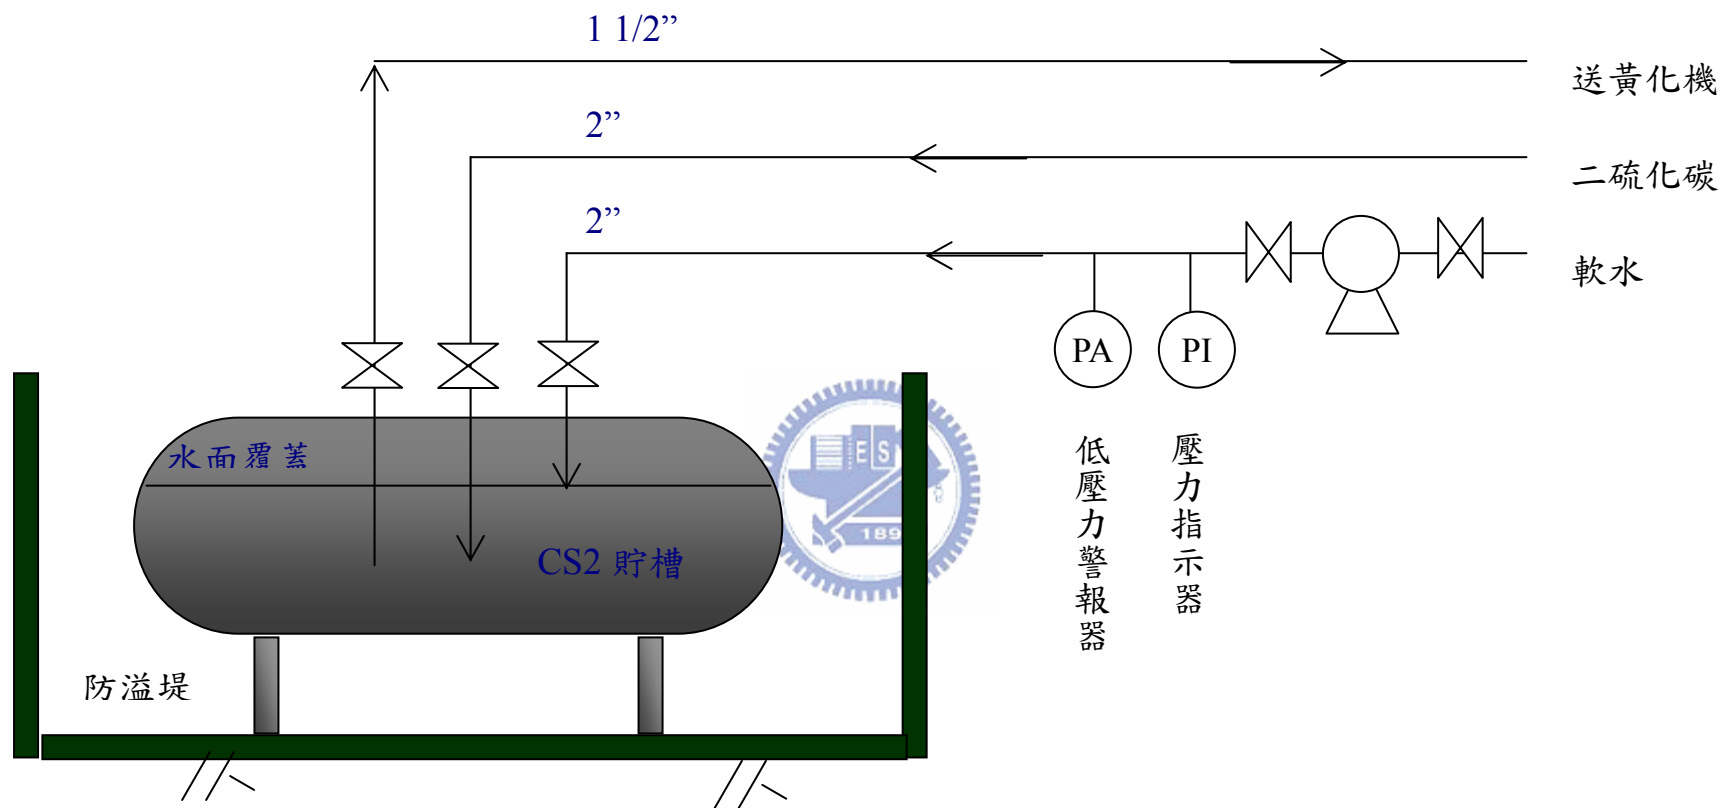 1 1/2”
送黃化機
2”
二硫化碳
2”
軟水
PA
PI
水面覆蓋
CS2 貯槽
低壓力警報器
壓力指示器
防溢堤
ES
189